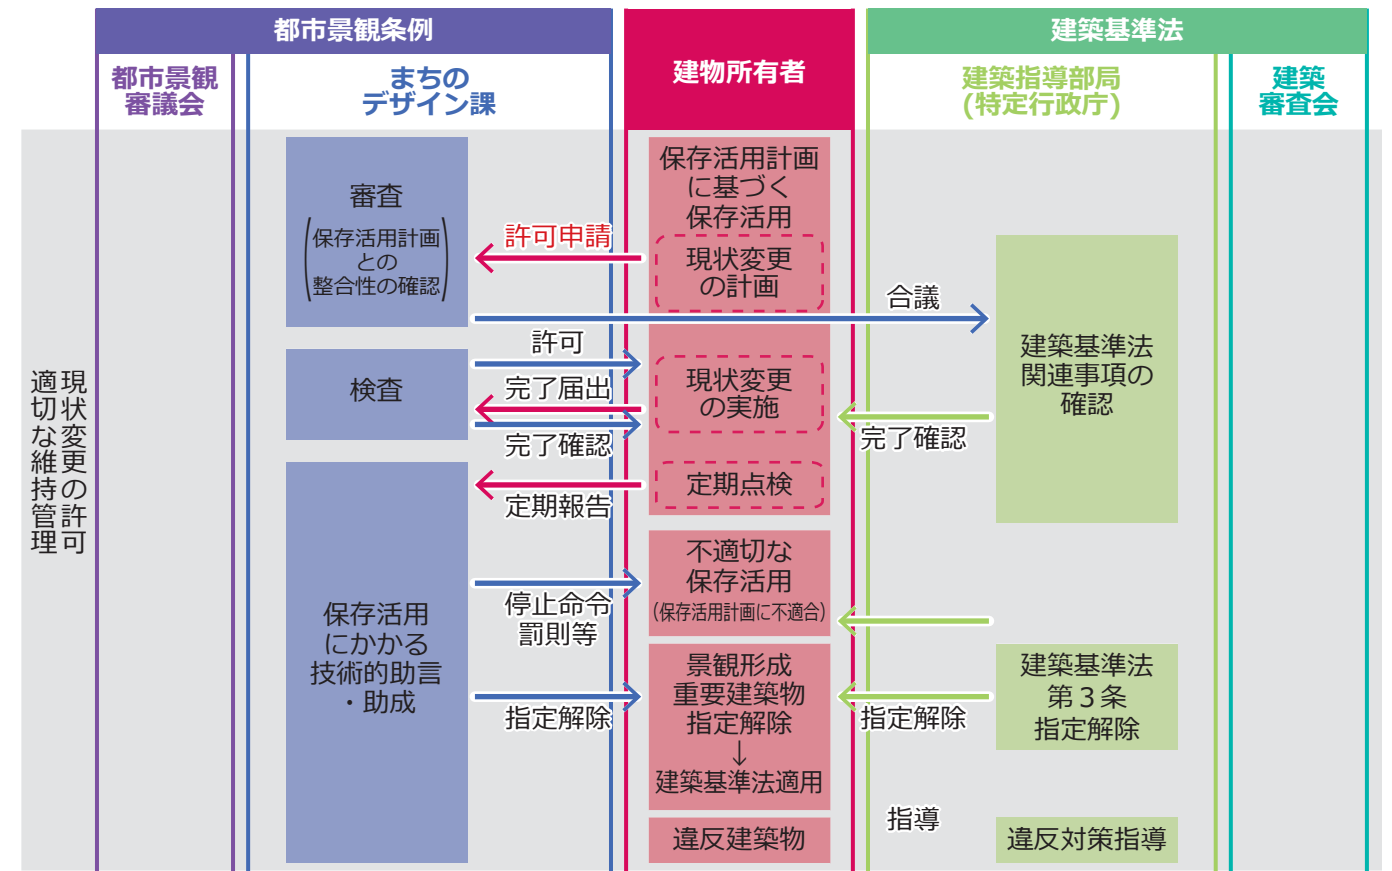 都市景観条例
建築基準法
都市景観
審議会
まちの
デザイン課
建物所有者
建築指導部局
(特定行政庁)
建築
審査会
現状変更の許可
適切な維持管理
審査
(保存活用計画
との
整合性の確認)
検査
保存活用
にかかる
技術的助言
・助成
許可申請
許可
完了届出
完了確認
定期報告
停止命令
罰則等
指定解除
保存活用計画
に基づく
保存活用
現状変更
の計画
現状変更
の実施
定期点検
不適切な
保存活用
(保存活用計画に不適合)
景観形成
重要建築物
指定解除
↓
建築基準法適用
違反建築物
合議
完了確認
指定解除
指導
建築基準法
関連事項の
確認
建築基準法
第3条
指定解除
違反対策指導